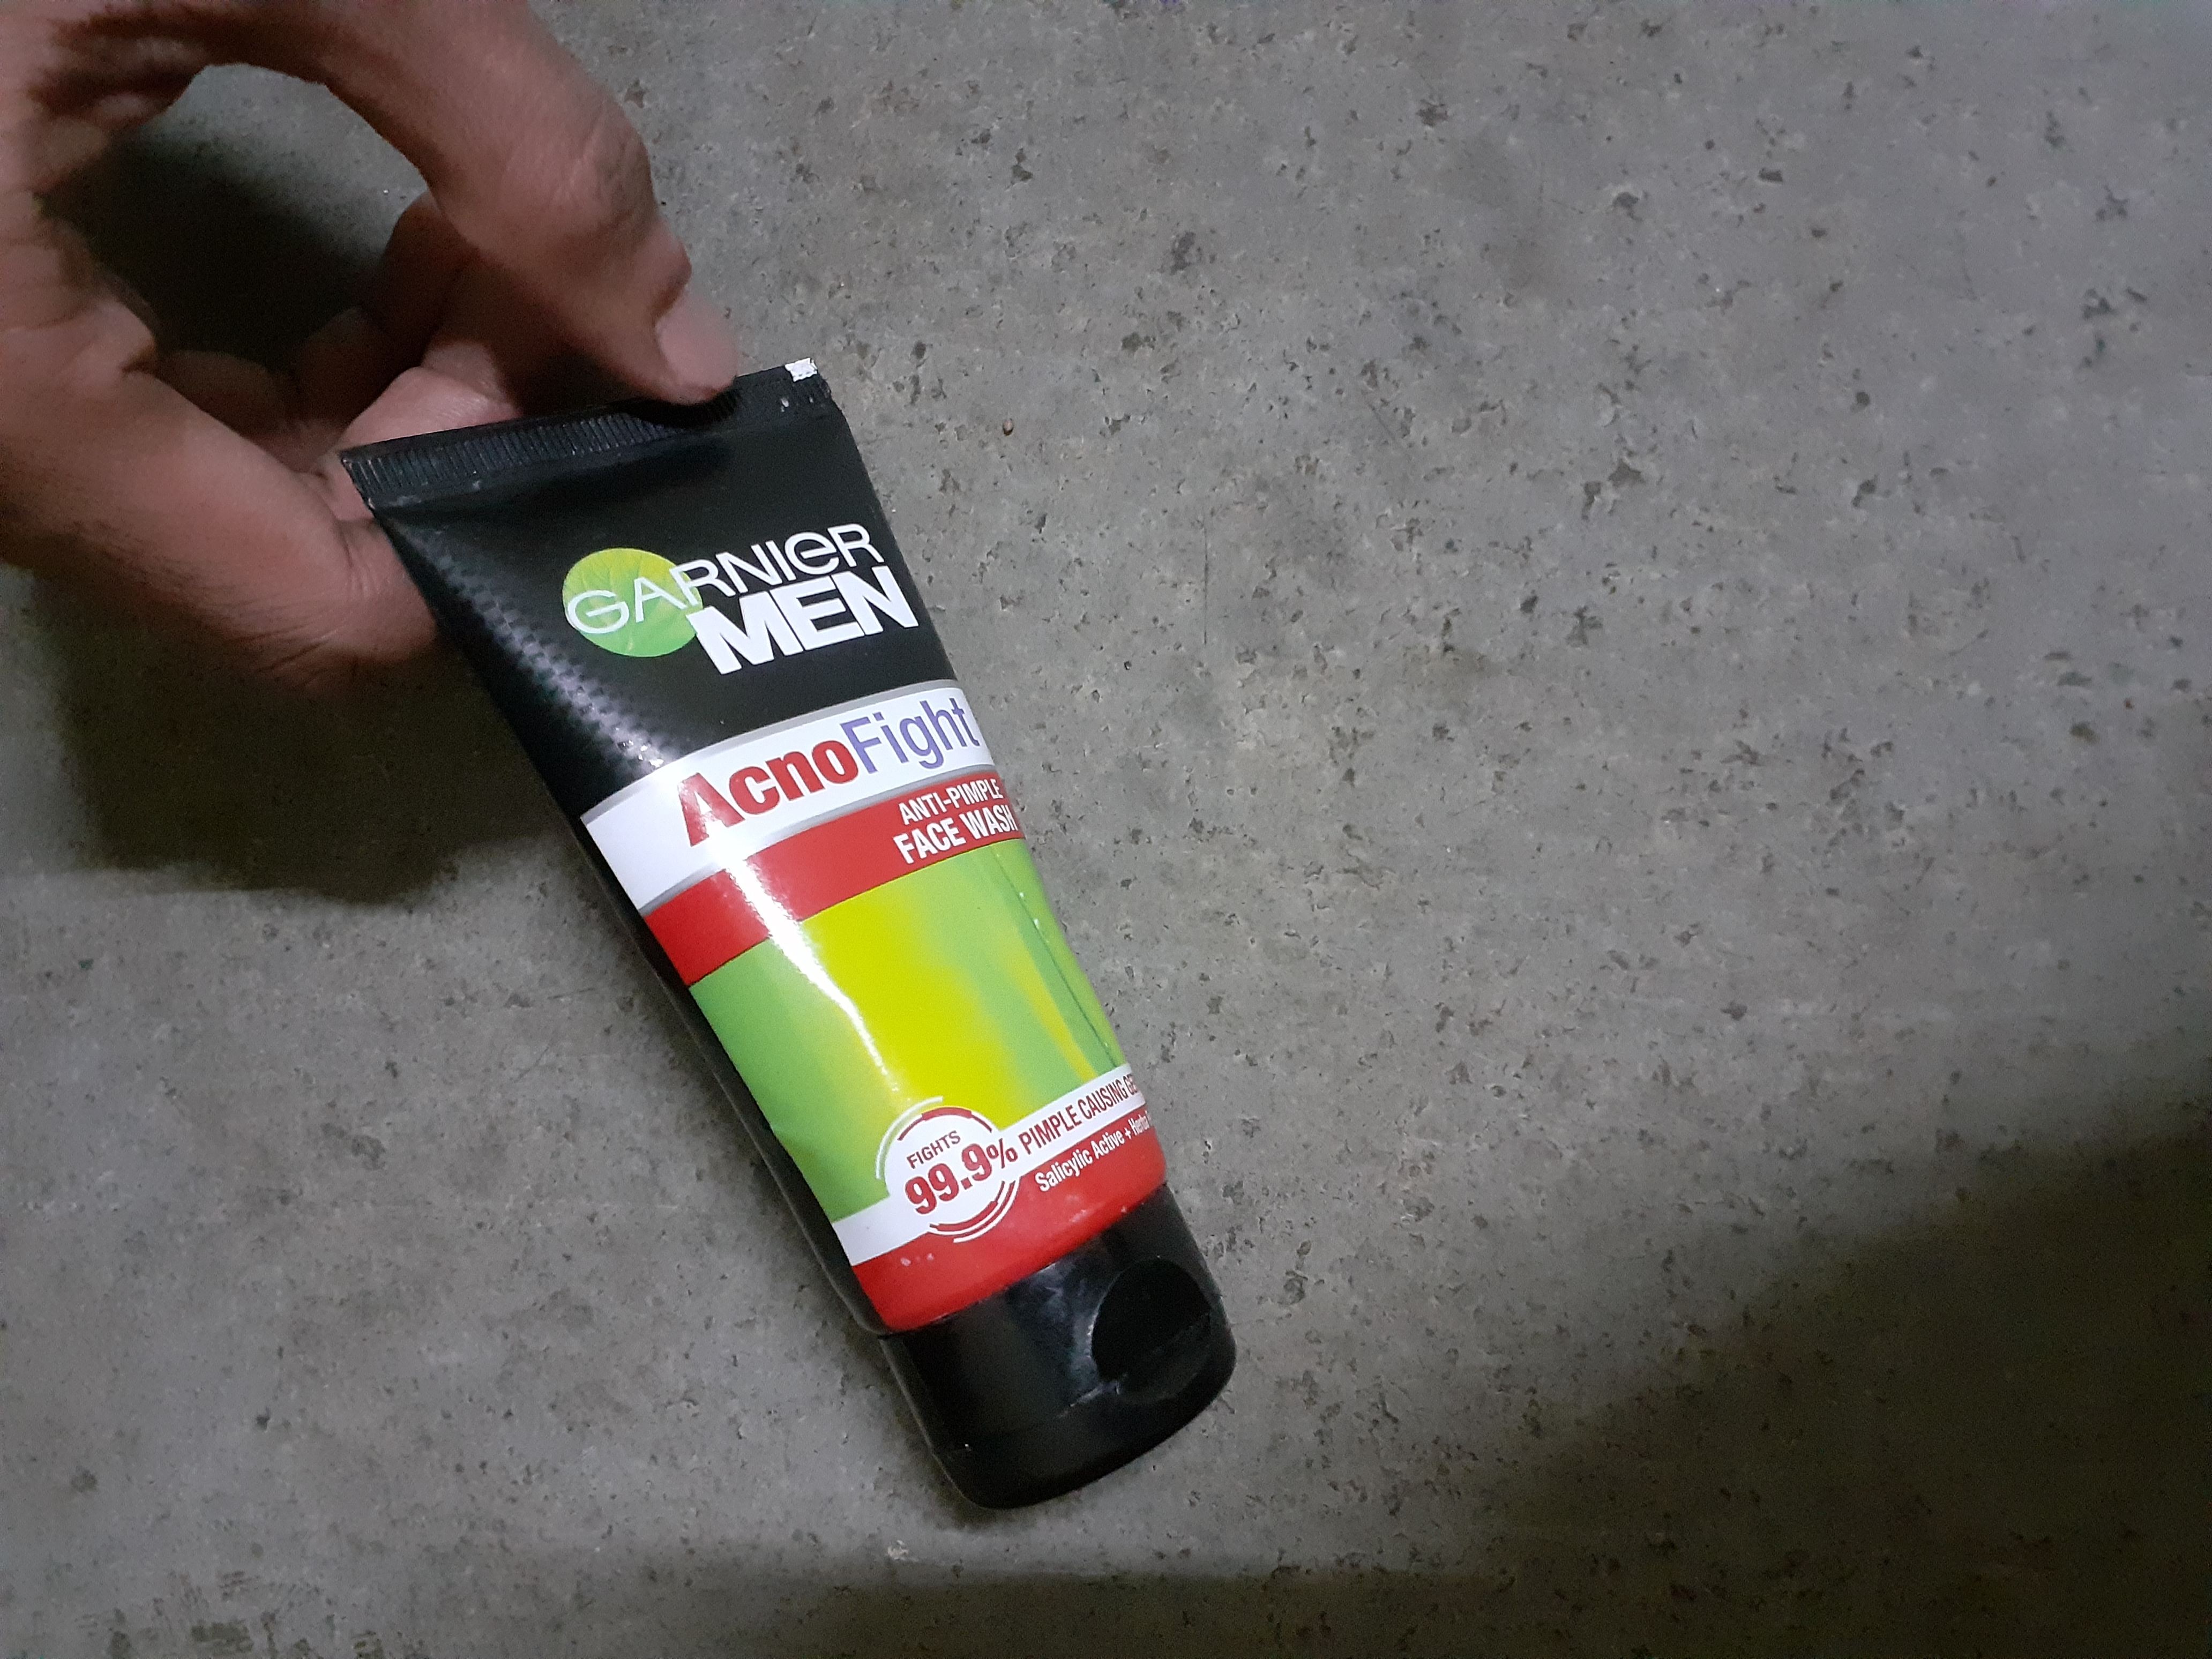 GARNIER
MEN
AcnoFight
ANTI-PIMPLE
FACE WASH
FIGHTS
99.9% PIMPLE CAUSING
Salicylic Active +